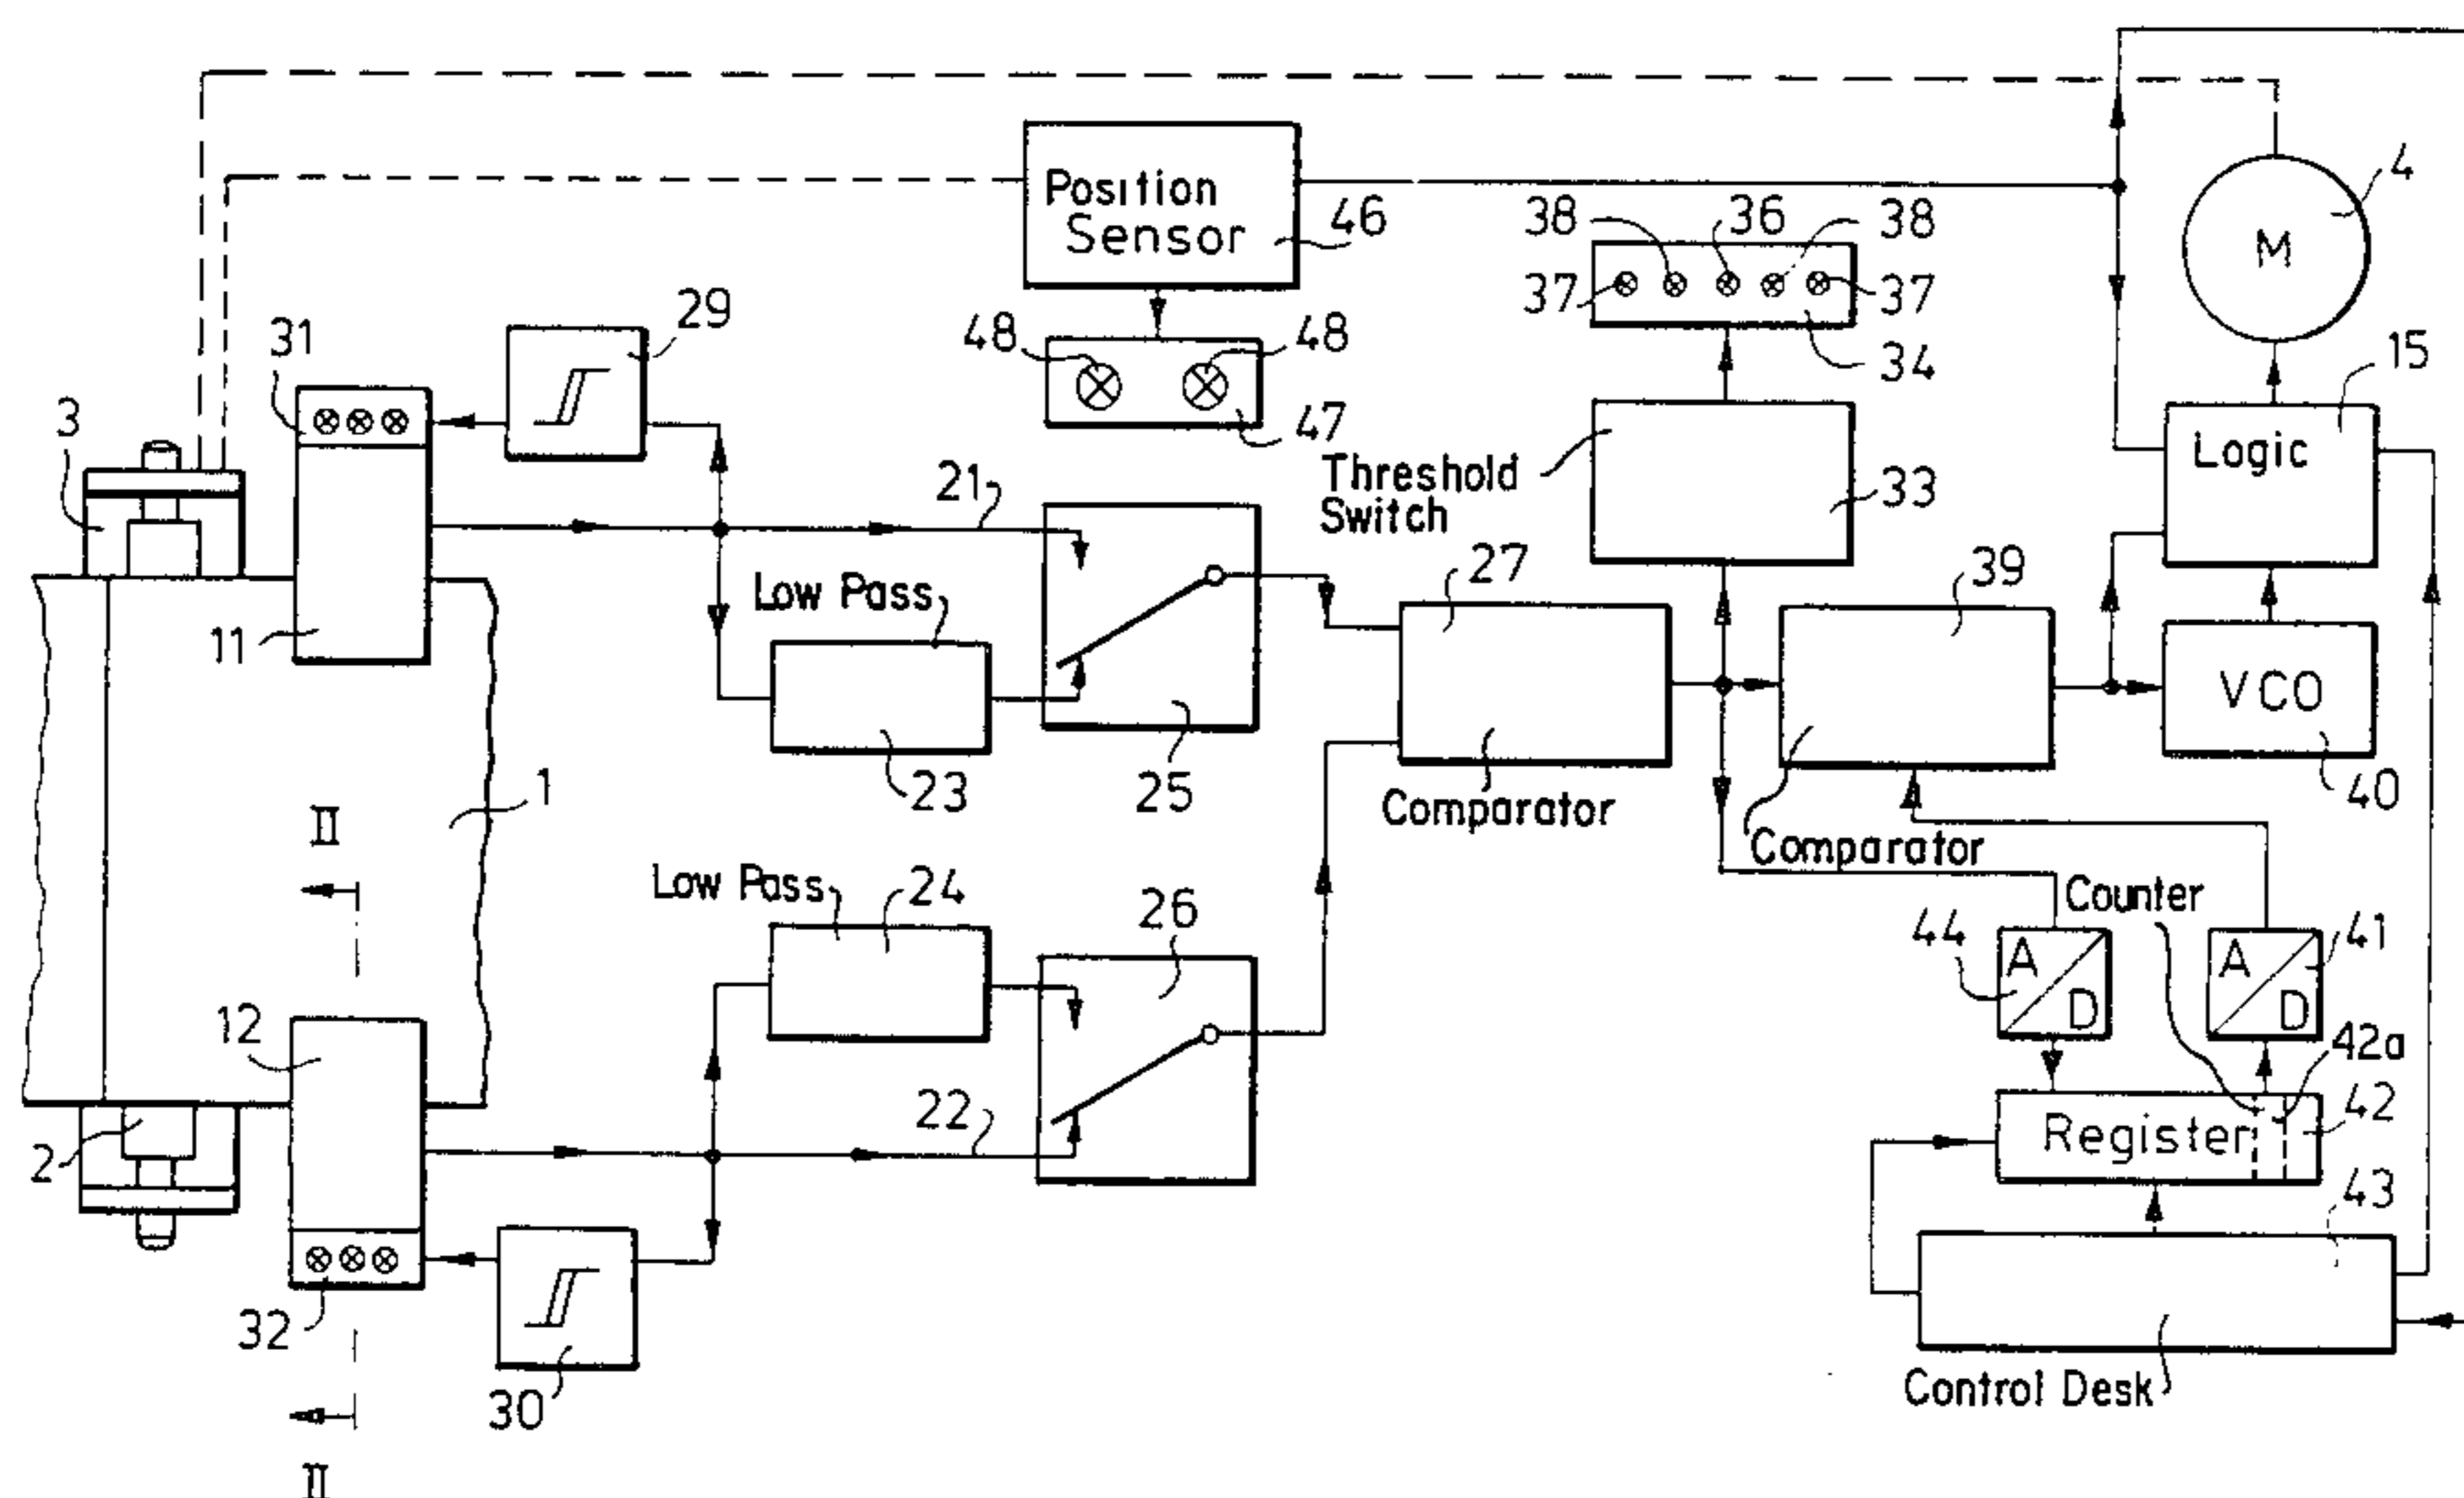 4
Position
Sensor
46
38
36
38
M
37
37
29
31
48
48
34
15
3
47
Logic
21
Threshold
Switch
33
Low Pass
27
39
11
VCO
23
25
1
Comparator
40
II
Comparator
Low Pass
24
26
Counter
44
A
D
A
D
41
12
42a
22
Register
42
2
43
32
30
Control Desk
II